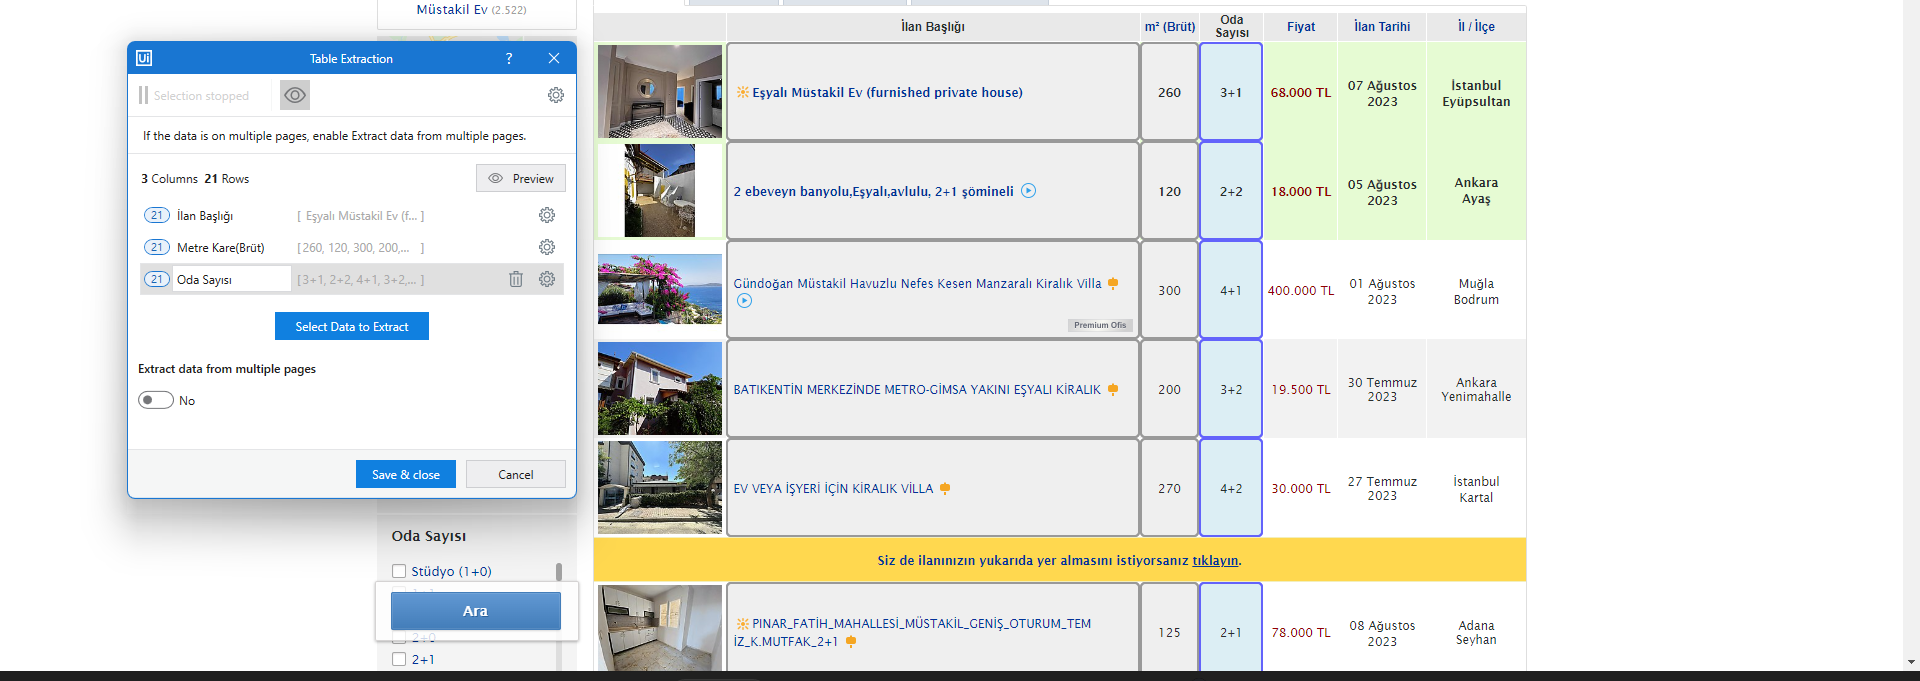 Müstakil Ev (2.522)
Ui
Table Extraction
?
Selection stopped
If the data is on multiple pages, enable Extract data from multiple pages.
3 Columns 21 Rows
Preview
21 İlan Başlığı [ Eşyalı Müstakil Ev (f... ]
21 Metre Kare(Brüt) [260, 120, 300, 200,... ]
21 Oda Sayısı [3+1, 2+2, 4+1, 3+2,... ]
Select Data to Extract
Extract data from multiple pages
No
Save & close
Cancel
Oda Sayısı
Stüdyo (1+0)
Ara
2+0
2+1
İlan Başlığı
m² (Brüt)
Oda
Sayısı
Fiyat
İlan Tarihi
İl / İlçe
Eşyalı Müstakil Ev (furnished private house)
260
3+1
68.000 TL
07 Ağustos
2023
İstanbul
Eyüpsultan
2 ebeveyn banyolu,Eşyalı,avlulu, 2+1 şömineli
120
2+2
18.000 TL
05 Ağustos
2023
Ankara
Ayaş
Gündoğan Müstakil Havuzlu Nefes Kesen Manzaralı Kiralık Villa
Premium Ofis
300
4+1
400.000 TL
01 Ağustos
2023
Muğla
Bodrum
BATIKENTİN MERKEZİNDE METRO-GİMSA YAKINI EŞYALI KİRALIK
200
3+2
19.500 TL
30 Temmuz
2023
Ankara
Yenimahalle
EV VEYA İŞYERİ İÇİN KİRALIK VİLLA
270
4+2
30.000 TL
27 Temmuz
2023
İstanbul
Kartal
Siz de ilanınızın yukarıda yer almasını istiyorsanız tıklayın.
PINAR_FATİH_MAHALLESİ_MÜSTAKİL_GENİŞ_OTURUM_TEM
İZ_K.MUTFAK_2+1
125
2+1
78.000 TL
08 Ağustos
2023
Adana
Seyhan